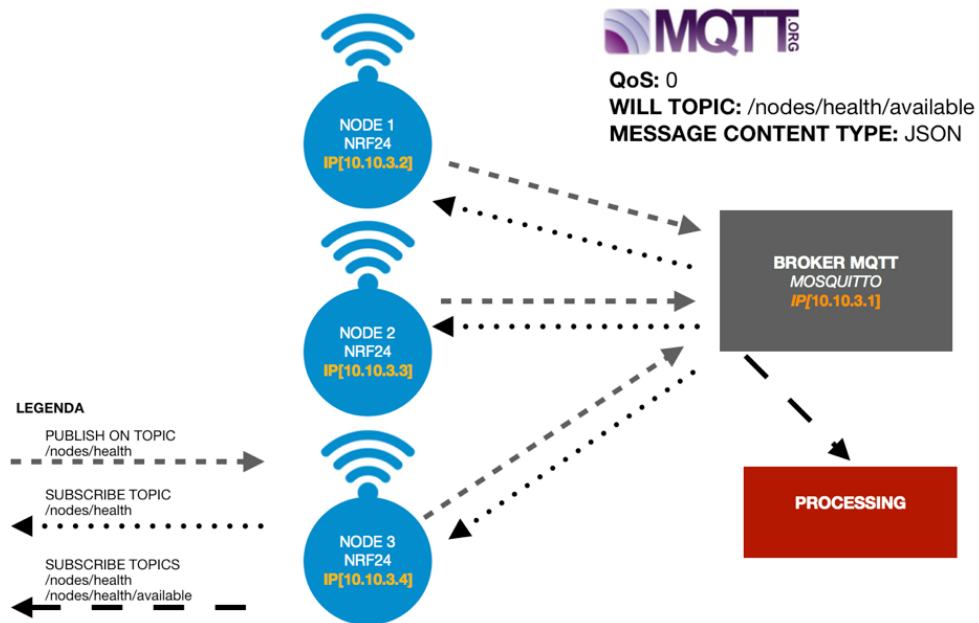 MQTT.ORG
QoS: 0
WILL TOPIC: /nodes/health/available
MESSAGE CONTENT TYPE: JSON
NODE 1
NRF24
IP[10.10.3.2]
BROKER MQTT
MOSQUITTO
IP[10.10.3.1]
NODE 2
NRF24
IP[10.10.3.3]
LEGENDA
PUBLISH ON TOPIC
/nodes/health
SUBSCRIBE TOPIC
/nodes/health
SUBSCRIBE TOPICS
/nodes/health
/nodes/health/available
NODE 3
NRF24
IP[10.10.3.4]
PROCESSING